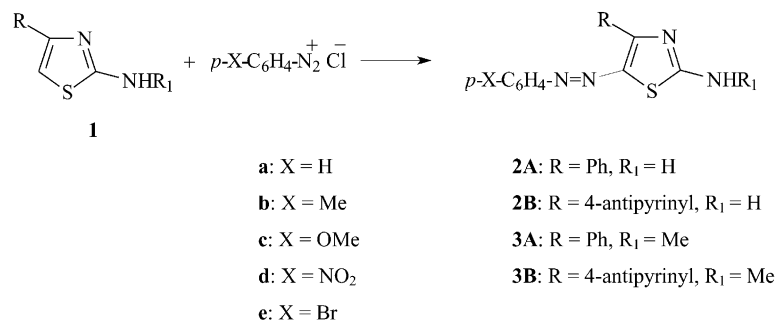 R
N
S
NHR₁
1
+
p-X-C₆H₄-N₂⁺ Cl⁻
R
N
p-X-C₆H₄-N=N
S
NHR₁
a: X = H
2A: R = Ph, R₁ = H
b: X = Me
2B: R = 4-antipyrinyl, R₁ = H
c: X = OMe
3A: R = Ph, R₁ = Me
d: X = NO₂
3B: R = 4-antipyrinyl, R₁ = Me
e: X = Br